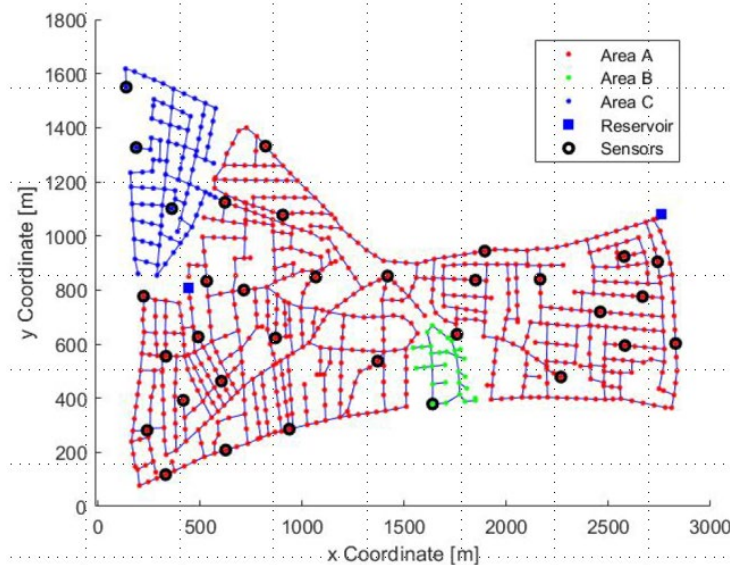 1800
1600
1400
1200
1000
800
600
400
200
0
y Coordinate [m]
0 500 1000 1500 2000 2500 3000
x Coordinate [m]
Area A
Area B
Area C
Reservoir
Sensors